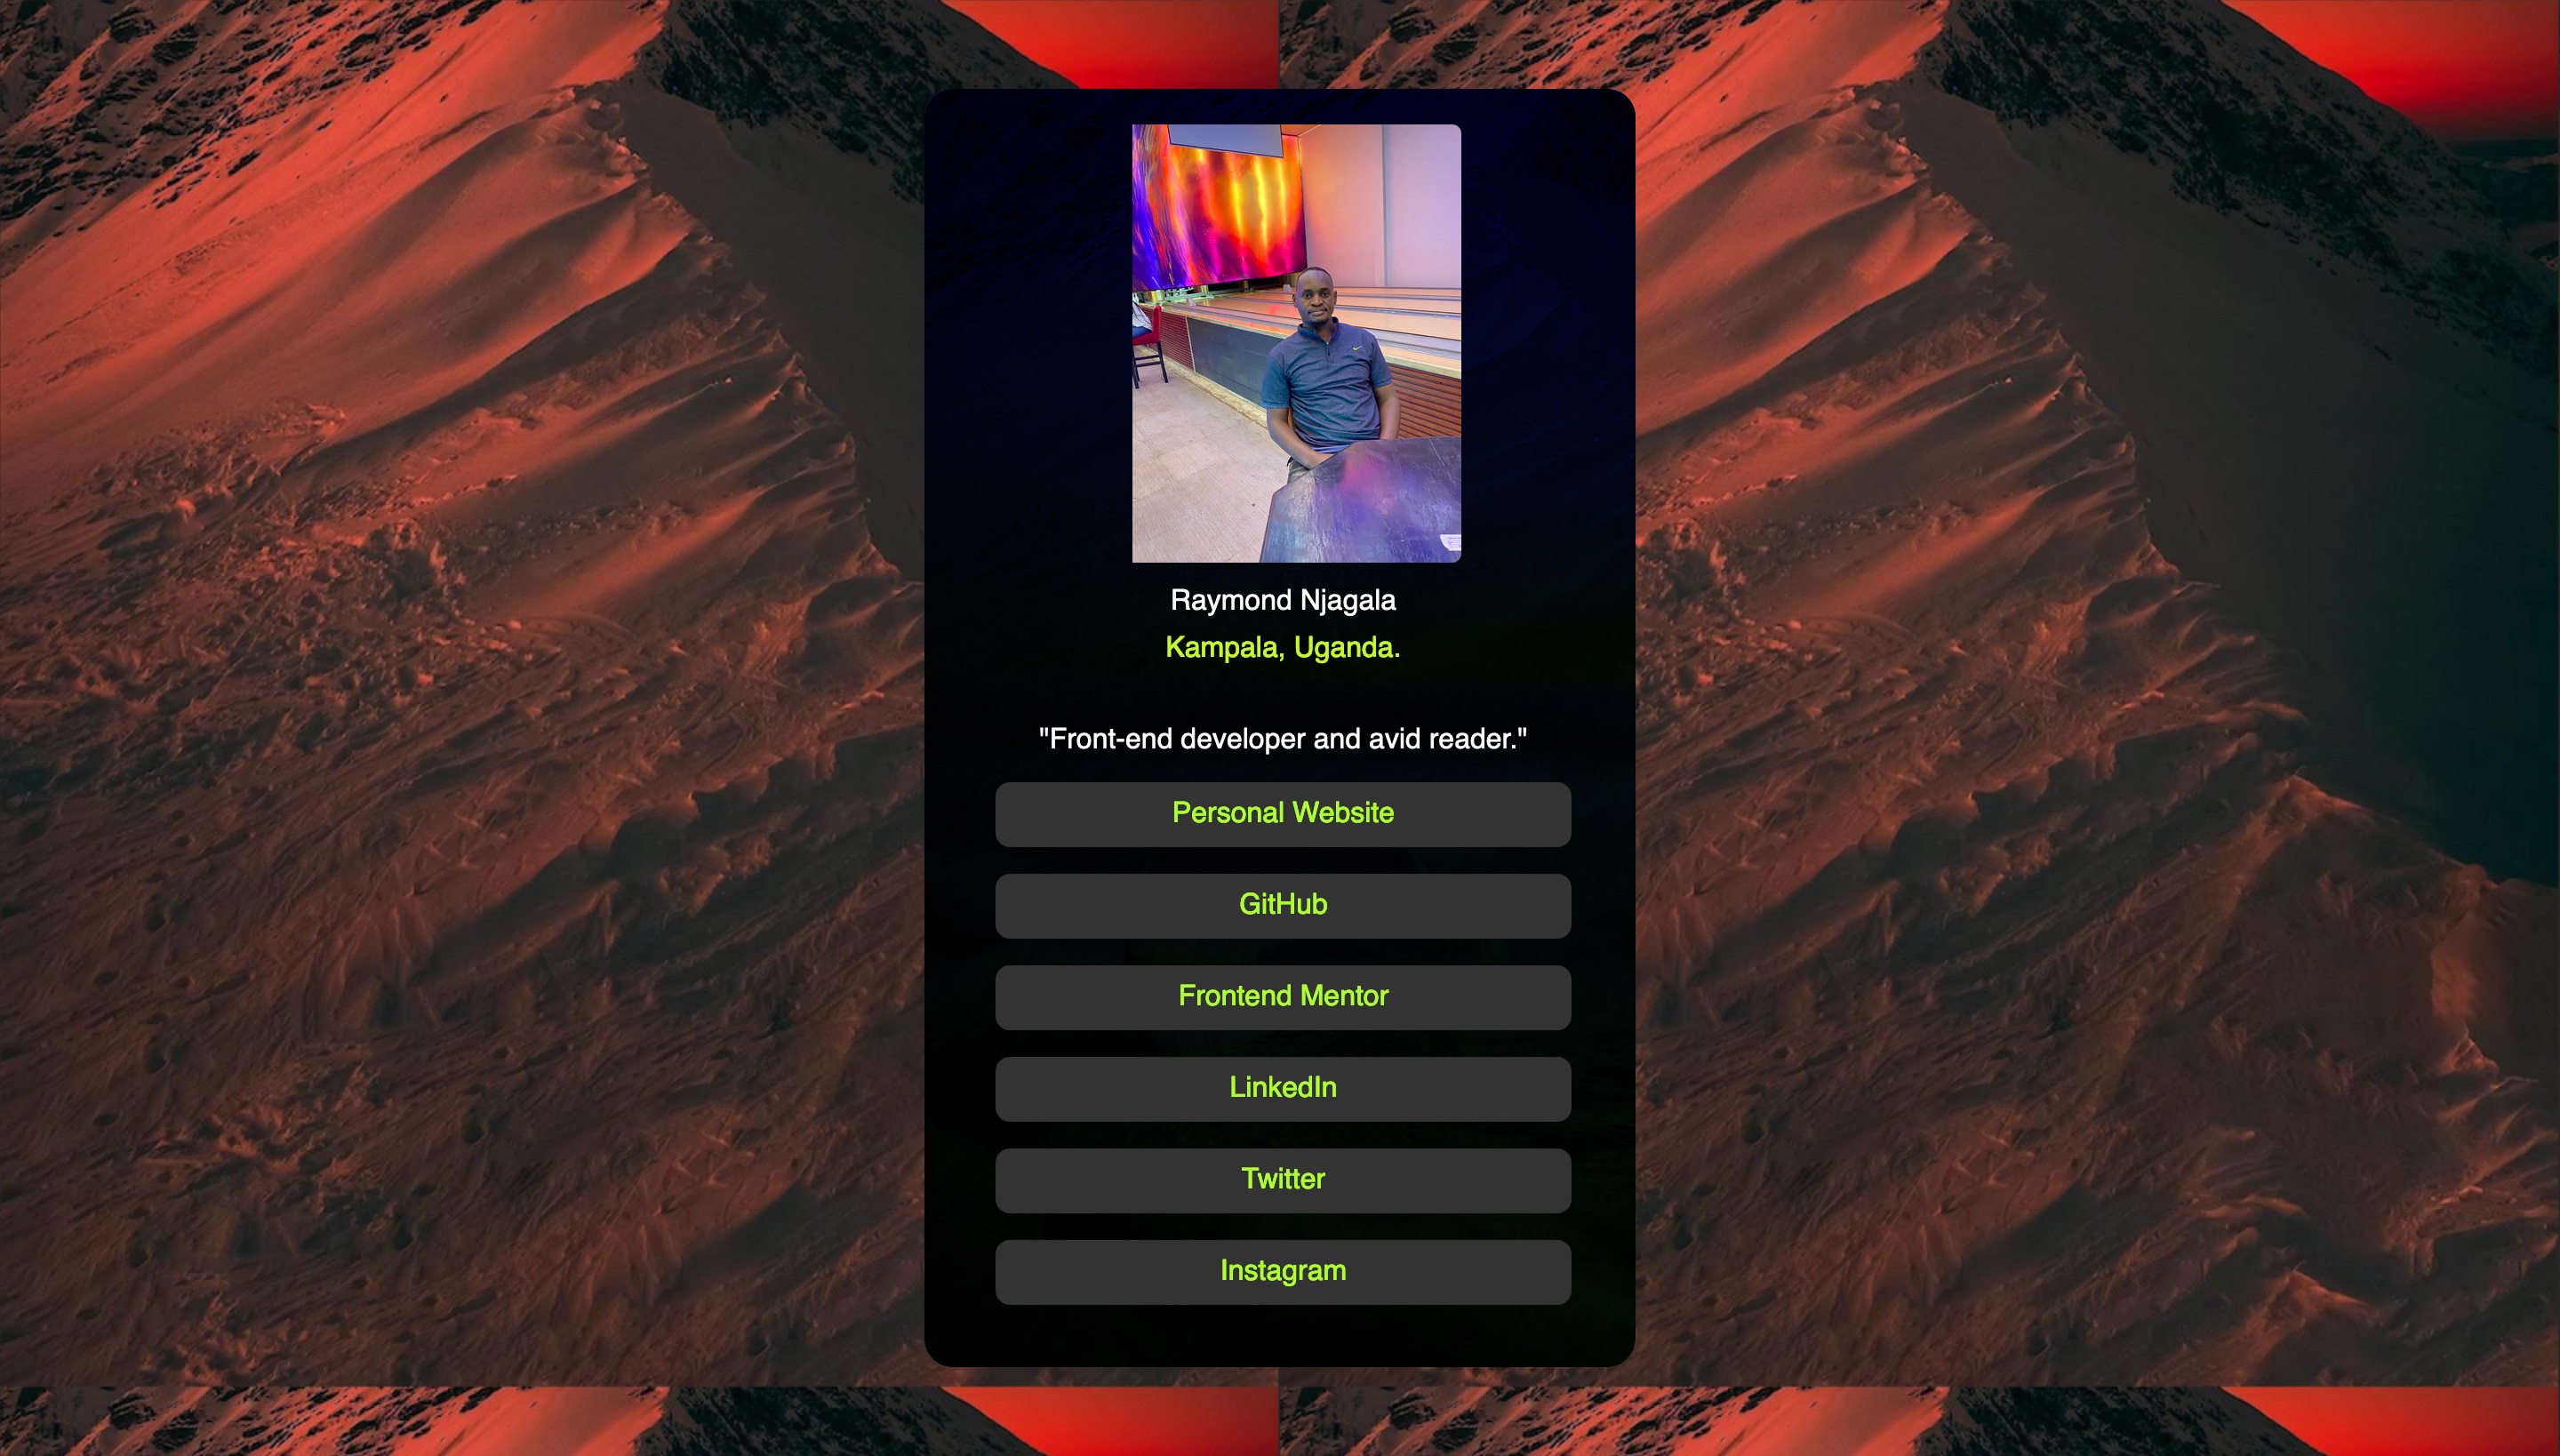 Raymond Njagala
Kampala, Uganda.
"Front-end developer and avid reader."
Personal Website
GitHub
Frontend Mentor
LinkedIn
Twitter
Instagram